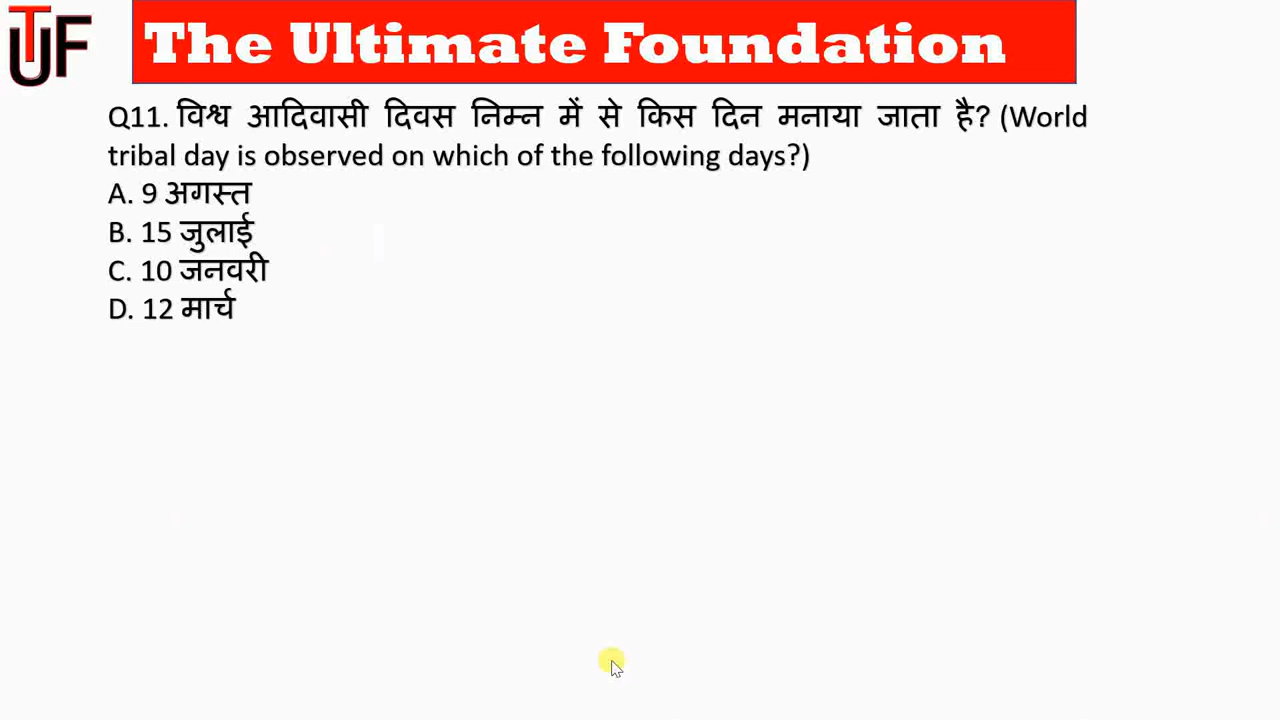 TUF
The Ultimate Foundation
Q11. विश्व आदिवासी दिवस निम्न में से किस दिन मनाया जाता है? (World
tribal day is observed on which of the following days?)
A. 9 अगस्त
B. 15 जुलाई
C. 10 जनवरी
D. 12 मार्च